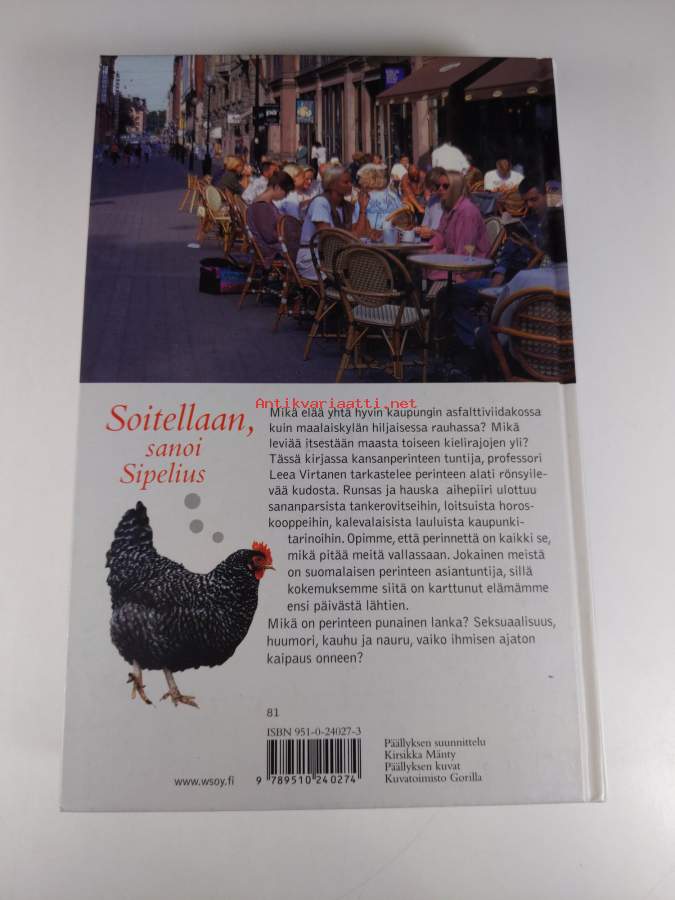 Antikvariaatti.net
Soitellaan,
sanoi
Sipelius
Mikä elää yhtä hyvin kaupungin asfalttiviidakossa
kuin maalaiskylän hiljaisessa rauhassa? Mikä
leviää itsestään maasta toiseen kielirajojen yli?
Tässä kirjassa kansanperinteen tuntija, professori
Leea Virtanen tarkastelee perinteen alati rönsyile-
vää kudosta. Runsas ja hauska aihepiiri ulottuu
sananparsista tankerovitseihin, loitsuista horos-
kooppeihin, kalevalaisista lauluista kaupunki-
tarinoihin. Opimme, että perinnettä on kaikki se,
mikä pitää meitä vallassaan. Jokainen meistä
on suomalaisen perinteen asiantuntija, sillä
kokemuksemme siitä on karttunut elämämme
ensi päivästä lähtien.
Mikä on perinteen punainen lanka? Seksuaalisuus,
huumori, kauhu ja nauru, vaiko ihmisen ajaton
kaipaus onneen?
81
ISBN 951-0-24027-3
9 789510 240274
www.wsoy.fi
Päällyksen suunnittelu
Kirsikka Mänty
Päällyksen kuvat
Kuvatoimisto Gorilla